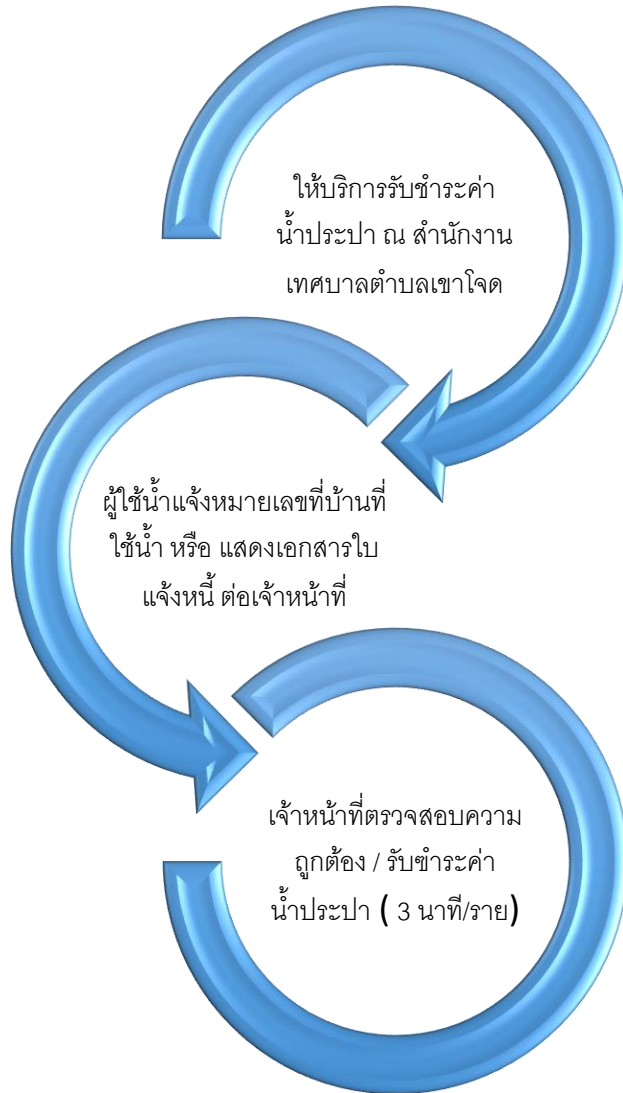 ให้บริการรับชำระค่า
น้ำประปา ณ สำนักงาน
เทศบาลตำบลเขาโจด
ผู้ใช้น้ำแจ้งหมายเลขที่บ้านที่
ใช้น้ำ หรือ แสดงเอกสารใบ
แจ้งหนี้ ต่อเจ้าหน้าที่
เจ้าหน้าที่ตรวจสอบความ
ถูกต้อง / รับชำระค่า
น้ำประปา ( 3 นาที/ราย)